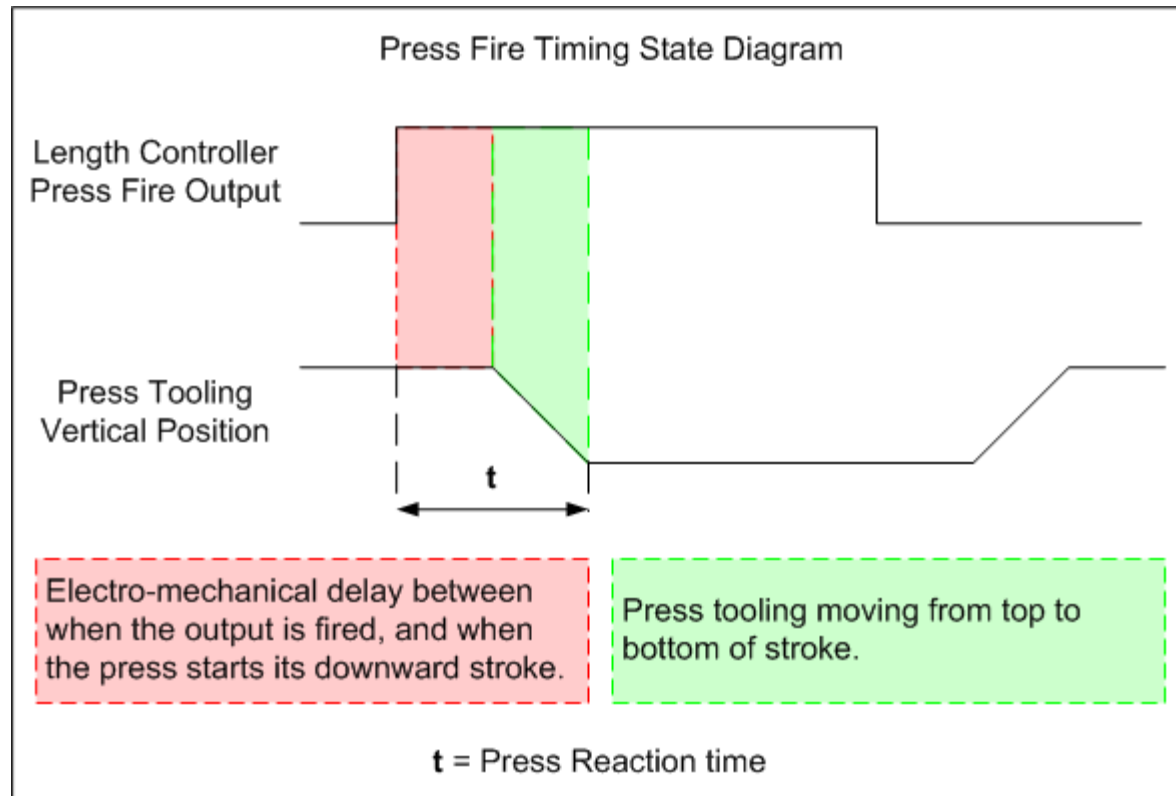 Press Fire Timing State Diagram
Length Controller
Press Fire Output
Press Tooling
Vertical Position
t
Electro-mechanical delay between
when the output is fired, and when
the press starts its downward stroke.
Press tooling moving from top to
bottom of stroke.
t = Press Reaction time